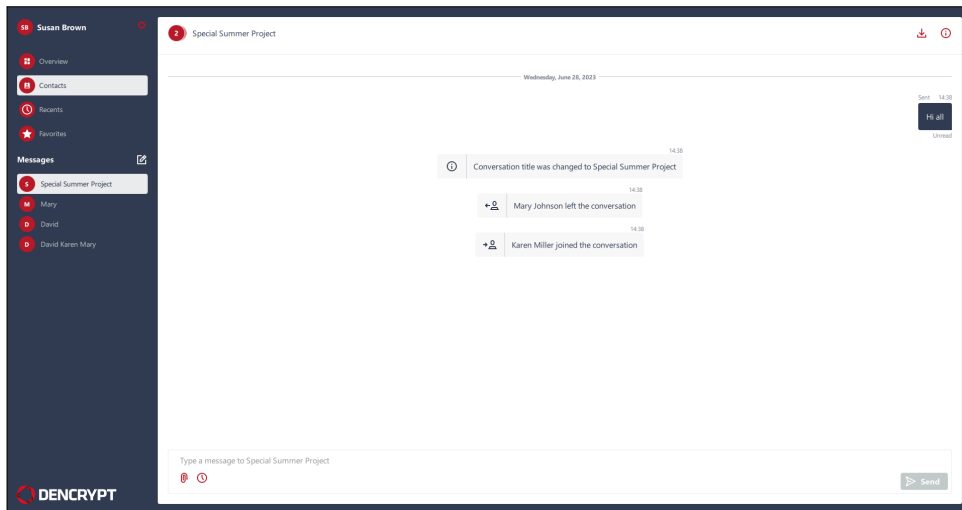 SB Susan Brown
Overview
Contacts
Recents
Favorites
Messages
S Special Summer Project
M Mary
D David
D David Karen Mary
DENCRYPT
2 Special Summer Project
Wednesday, June 28, 2023
Sent 14:38
Hi all
Unread
14:38
Conversation title was changed to Special Summer Project
14:38
Mary Johnson left the conversation
14:38
Karen Miller joined the conversation
Type a message to Special Summer Project
Send